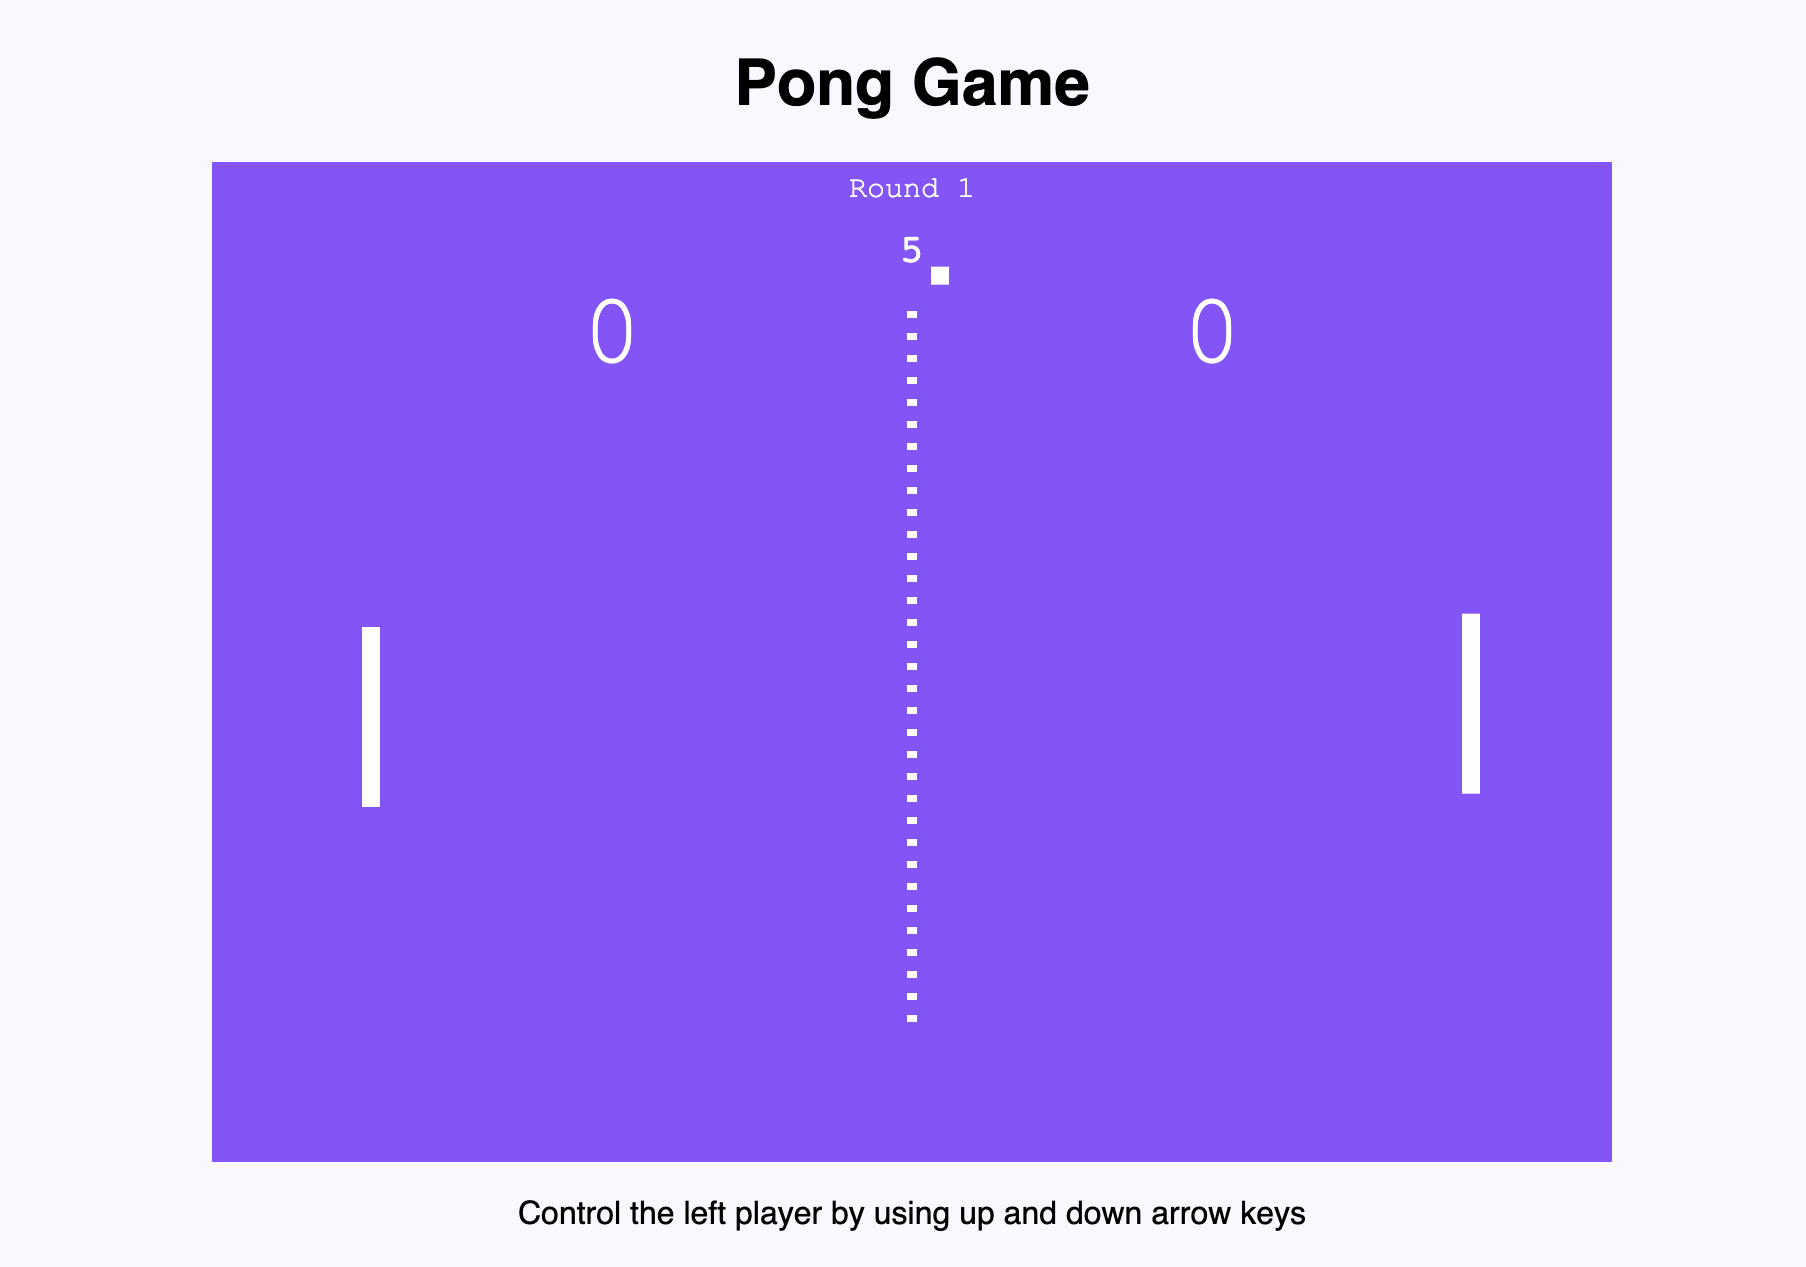 Pong Game
Round 1
5
0 0
Control the left player by using up and down arrow keys